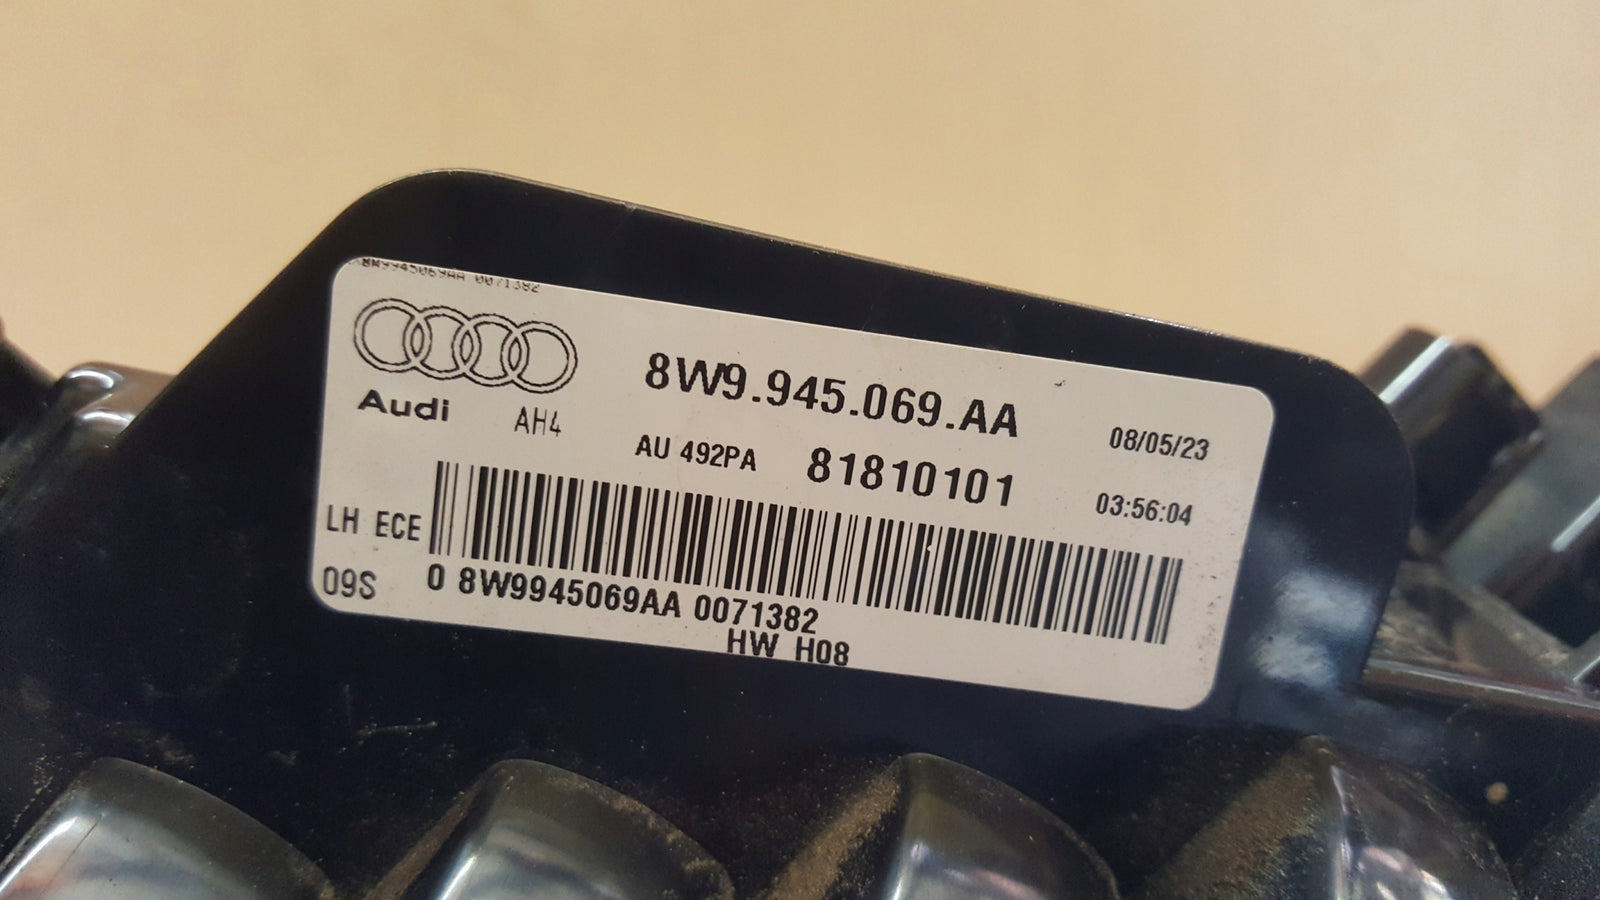 8W9945069AA 0071382
Audi
AH4
8W9.945.069.AA
08/05/23
AU 492PA
81810101
03:56:04
LH ECE
09S
0 8W9945069AA 0071382
HW H08